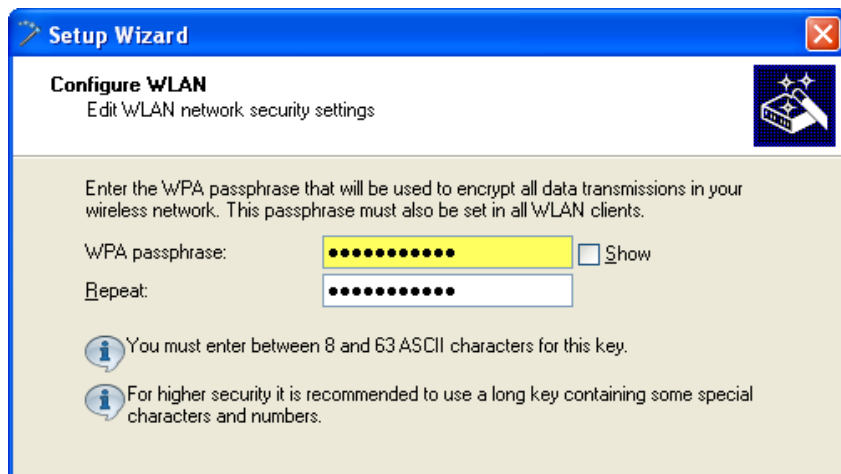 Setup Wizard
Configure WLAN
Edit WLAN network security settings
Enter the WPA passphrase that will be used to encrypt all data transmissions in your
wireless network. This passphrase must also be set in all WLAN clients.
WPA passphrase: ●●●●●●●●●●● Show
Repeat: ●●●●●●●●●●●
You must enter between 8 and 63 ASCII characters for this key.
For higher security it is recommended to use a long key containing some special
characters and numbers.